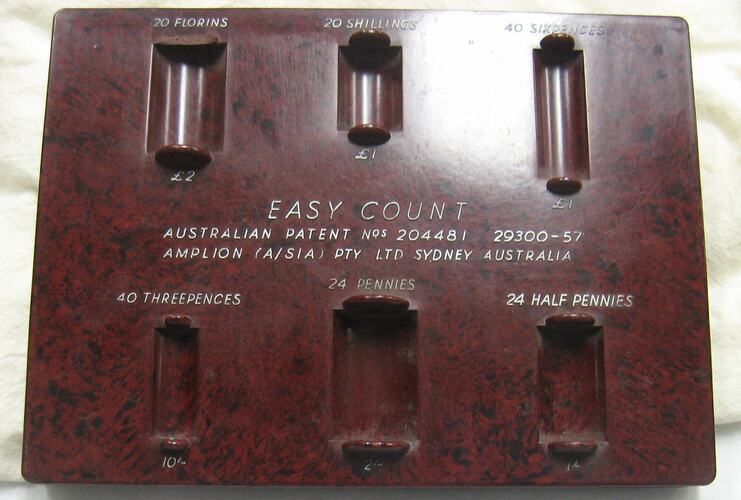 20 FLORINS 20 SHILLINGS 40 SIXPENCES
£2 £1 £1
EASY COUNT
AUSTRALIAN PATENT Nos 204481 29300-57
AMPLION (A/SIA) PTY LTD SYDNEY AUSTRALIA
40 THREEPENCES 24 PENNIES 24 HALF PENNIES
10/- 2/- 1/-